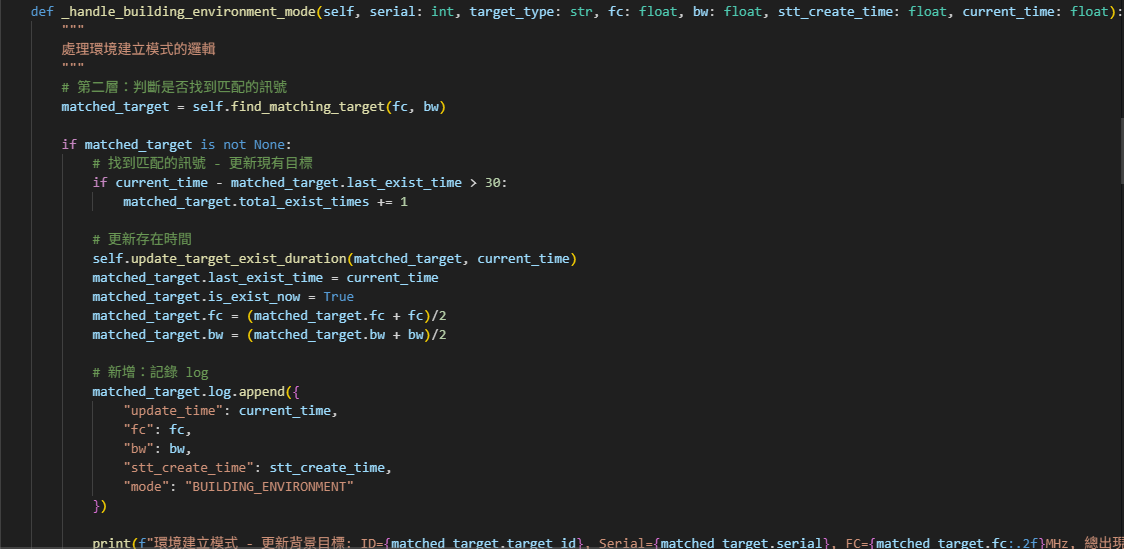 def _handle_building_environment_mode(self, serial: int, target_type: str, fc: float, bw: float, stt_create_time: float, current_time: float):
"""
處理環境建立模式的邏輯
"""
# 第二層：判斷是否找到匹配的訊號
matched_target = self.find_matching_target(fc, bw)
if matched_target is not None:
# 找到匹配的訊號 - 更新現有目標
if current_time - matched_target.last_exist_time > 30:
matched_target.total_exist_times += 1
# 更新存在時間
self.update_target_exist_duration(matched_target, current_time)
matched_target.last_exist_time = current_time
matched_target.is_exist_now = True
matched_target.fc = (matched_target.fc + fc)/2
matched_target.bw = (matched_target.bw + bw)/2
# 新增：記錄 log
matched_target.log.append({
"update_time": current_time,
"fc": fc,
"bw": bw,
"stt_create_time": stt_create_time,
"mode": "BUILDING_ENVIRONMENT"
})
print(f"環境建立模式 - 更新背景目標: ID={matched_target.target_id}, Serial={matched_target.serial}, FC={matched_target.fc:.2f}MHz, 總出現